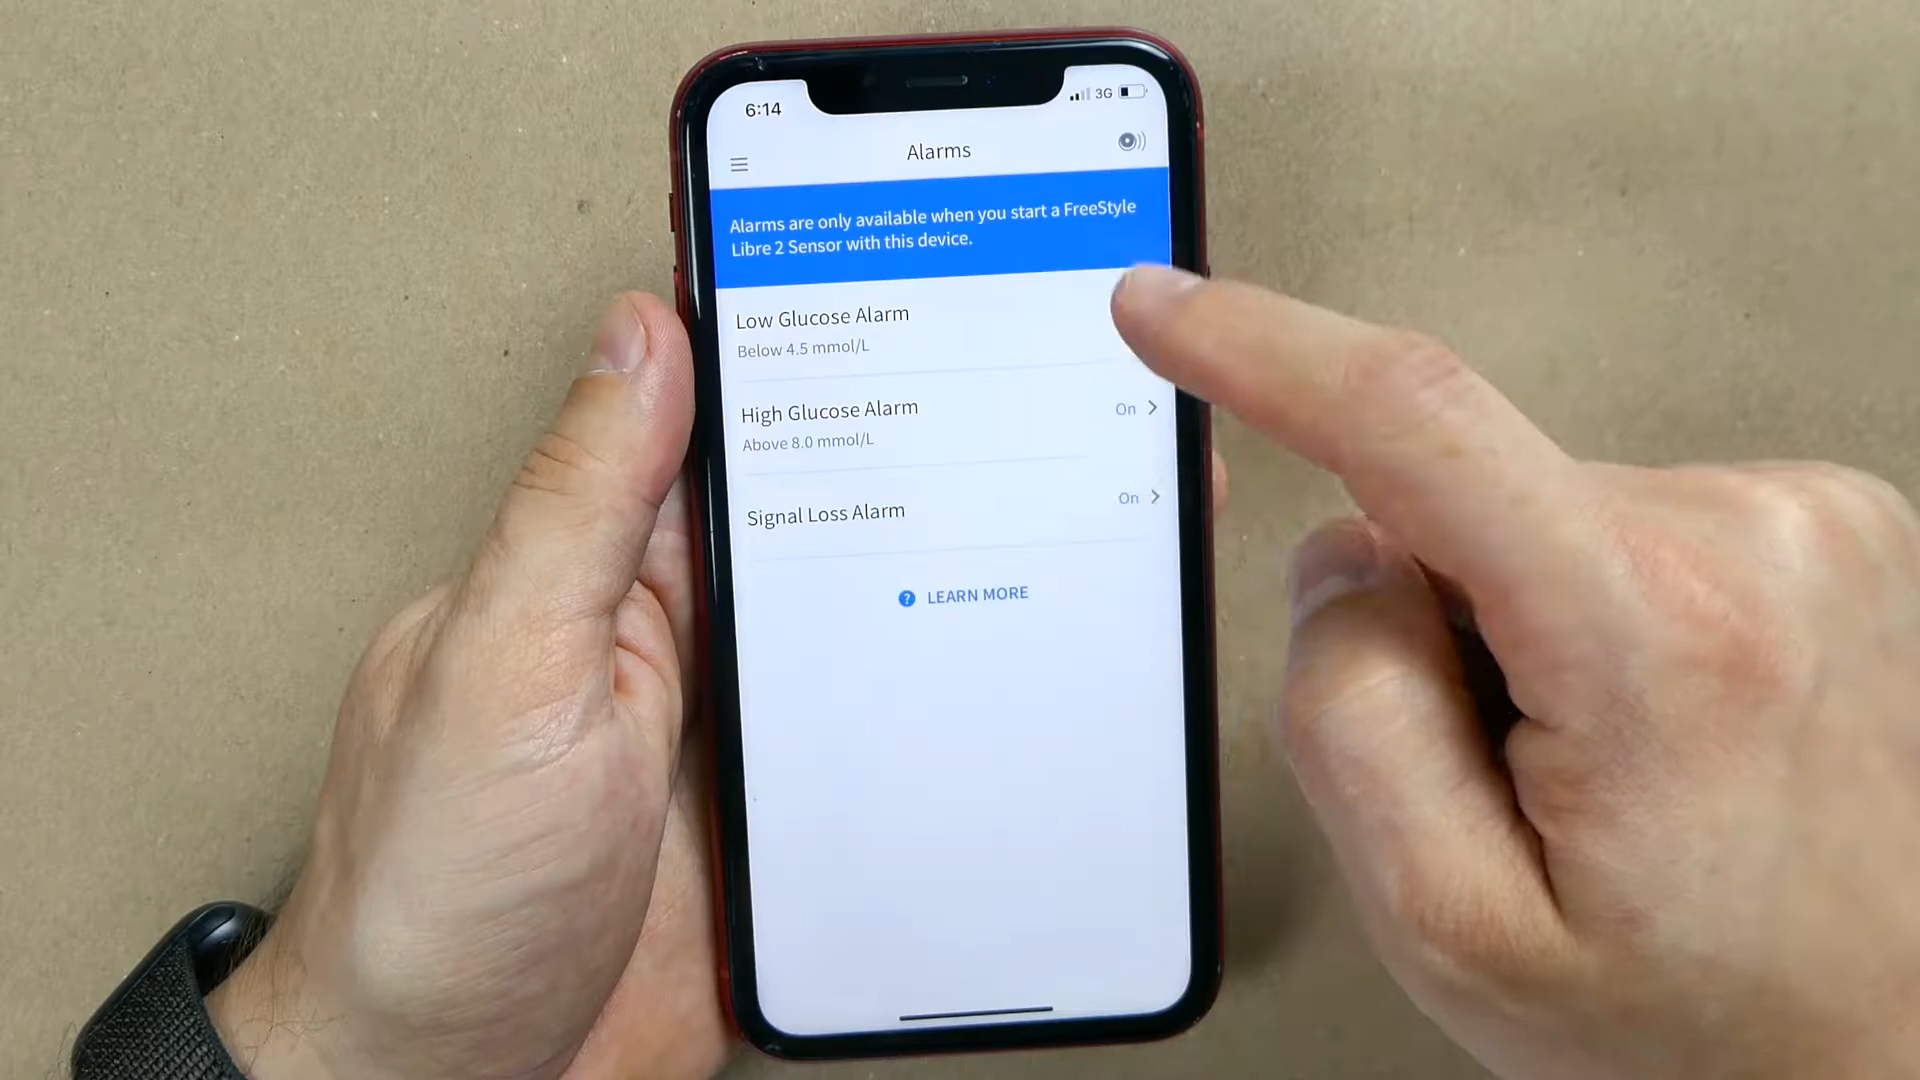 6:14
3G
Alarms
Alarms are only available when you start a FreeStyle
Libre 2 Sensor with this device.
Low Glucose Alarm
Below 4.5 mmol/L
High Glucose Alarm
On
Above 8.0 mmol/L
Signal Loss Alarm
On
? LEARN MORE